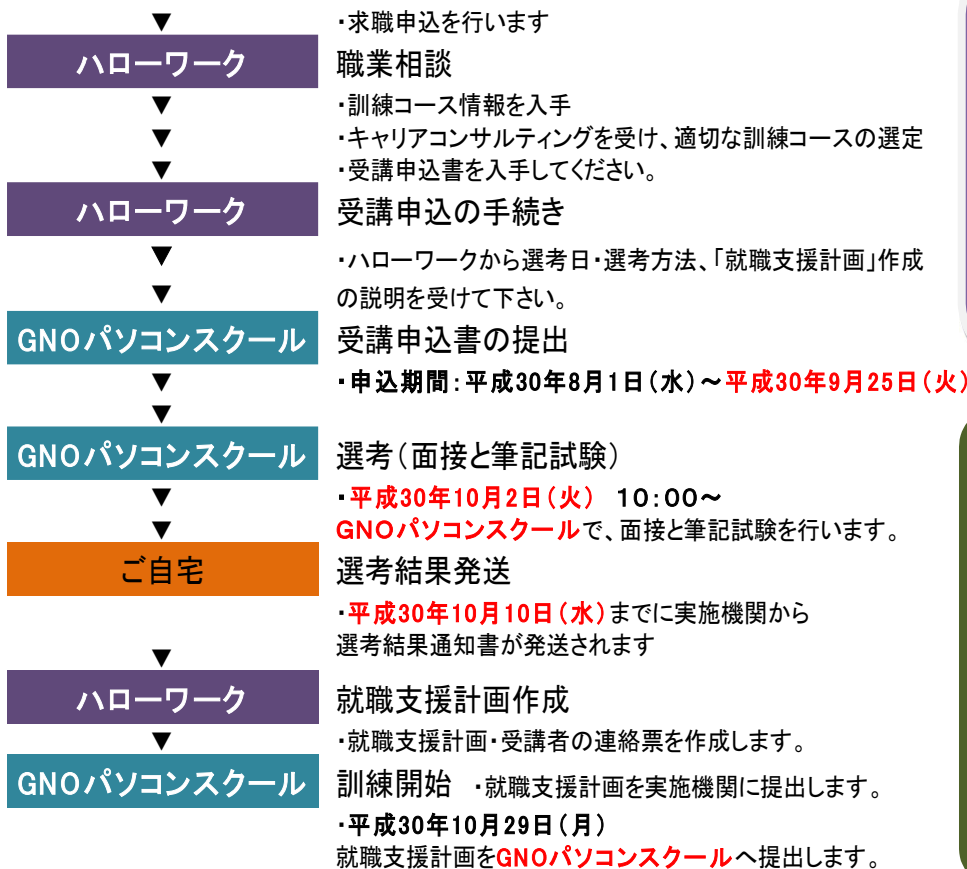 ▼ ・求職申込を行います
ハローワーク 職業相談
▼ ・訓練コース情報を入手
▼ ・キャリアコンサルティングを受け、適切な訓練コースの選定
▼ ・受講申込書を入手してください。
ハローワーク 受講申込の手続き
▼ ・ハローワークから選考日・選考方法、「就職支援計画」作成
▼ の説明を受けて下さい。
GNOパソコンスクール 受講申込書の提出
▼ ・申込期間:平成30年8月1日(水)～平成30年9月25日(火)
▼
GNOパソコンスクール 選考(面接と筆記試験)
▼ ・平成30年10月2日(火) 10:00～
▼ GNOパソコンスクールで、面接と筆記試験を行います。
ご自宅 選考結果発送
・平成30年10月10日(水)までに実施機関から
▼ 選考結果通知書が発送されます
ハローワーク 就職支援計画作成
▼ ・就職支援計画・受講者の連絡票を作成します。
GNOパソコンスクール 訓練開始 ・就職支援計画を実施機関に提出します。
・平成30年10月29日(月)
就職支援計画をGNOパソコンスクールへ提出します。